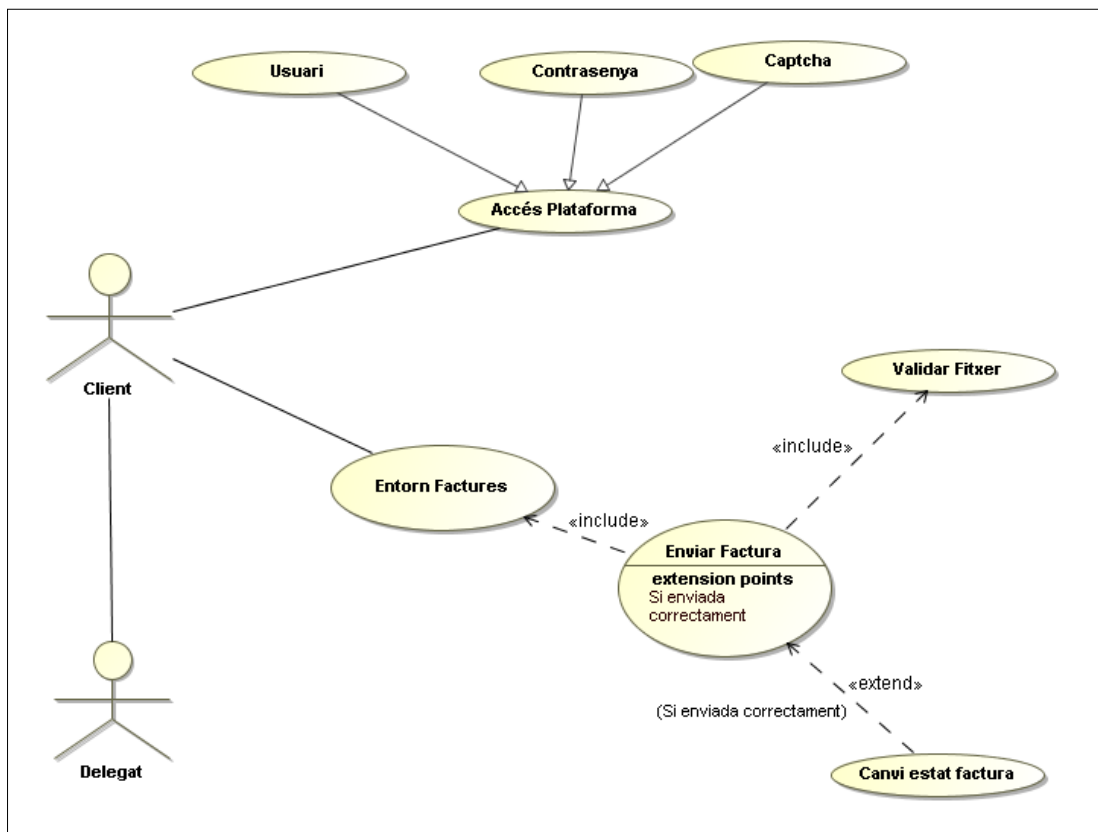 Usuari
Contrasenya
Captcha
Accés Plataforma
Client
Validar Fitxer
«include»
Entorn Factures
«include»
Enviar Factura
extension points
Si enviada
correctament
«extend»
(Si enviada correctament)
Delegat
Canvi estat factura